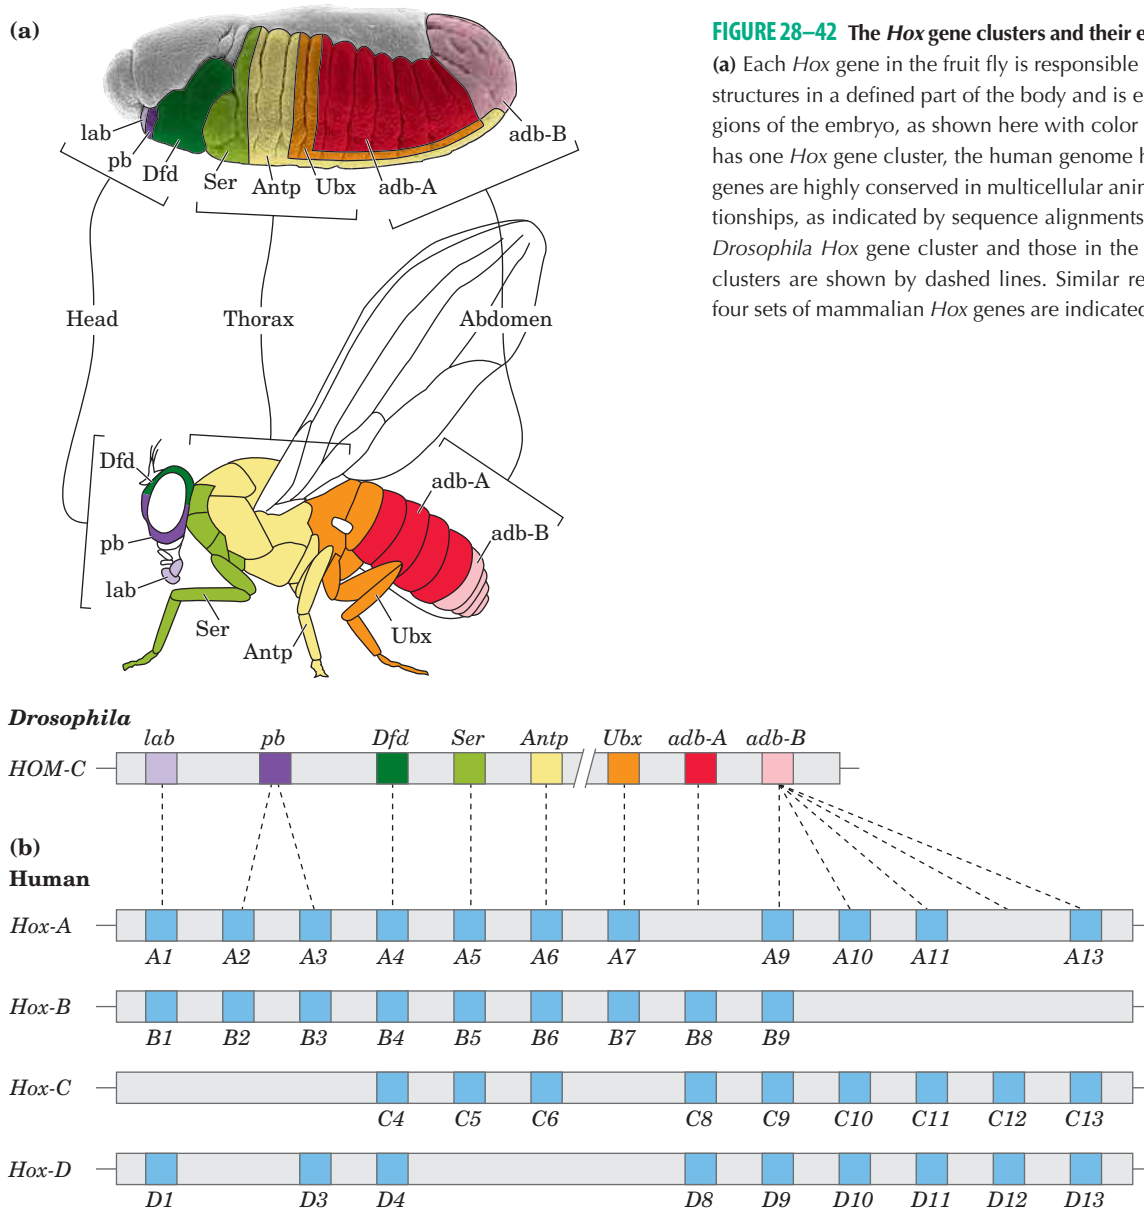 (a)
FIGURE 28–42 The Hox gene clusters and their e
(a) Each Hox gene in the fruit fly is responsible
structures in a defined part of the body and is e
gions of the embryo, as shown here with color
has one Hox gene cluster, the human genome h
genes are highly conserved in multicellular anin
tionships, as indicated by sequence alignments
Drosophila Hox gene cluster and those in the
clusters are shown by dashed lines. Similar re
four sets of mammalian Hox genes are indicated
lab
pb
Dfd
Ser
Antp
Ubx
adb-A
adb-B
Head
Thorax
Abdomen
Dfd
pb
lab
Ser
Antp
Ubx
adb-A
adb-B
Drosophila
lab pb Dfd Ser Antp Ubx adb-A adb-B
HOM-C
(b)
Human
Hox-A
A1 A2 A3 A4 A5 A6 A7 A9 A10 A11 A13
Hox-B
B1 B2 B3 B4 B5 B6 B7 B8 B9
Hox-C
C4 C5 C6 C8 C9 C10 C11 C12 C13
Hox-D
D1 D3 D4 D8 D9 D10 D11 D12 D13